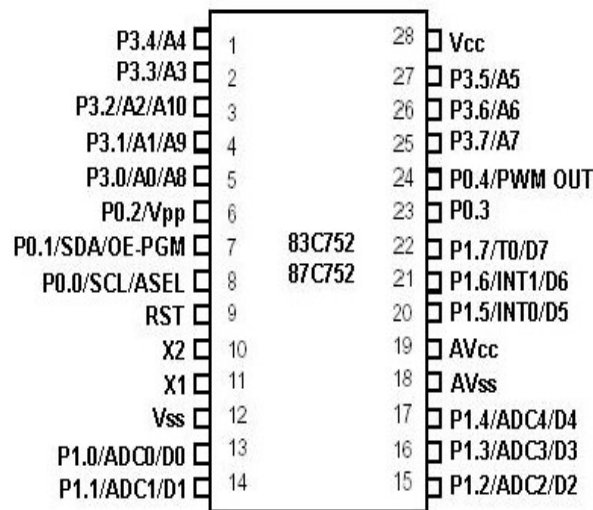 P3.4/A4 1 28 Vcc
P3.3/A3 2 27 P3.5/A5
P3.2/A2/A10 3 26 P3.6/A6
P3.1/A1/A9 4 25 P3.7/A7
P3.0/A0/A8 5 24 P0.4/PWM OUT
P0.2/Vpp 6 23 P0.3
P0.1/SDA/OE-PGM 7 83C752 22 P1.7/T0/D7
P0.0/SCL/ASEL 8 87C752 21 P1.6/INT1/D6
RST 9 20 P1.5/INT0/D5
X2 10 19 AVcc
X1 11 18 AVss
Vss 12 17 P1.4/ADC4/D4
P1.0/ADC0/D0 13 16 P1.3/ADC3/D3
P1.1/ADC1/D1 14 15 P1.2/ADC2/D2